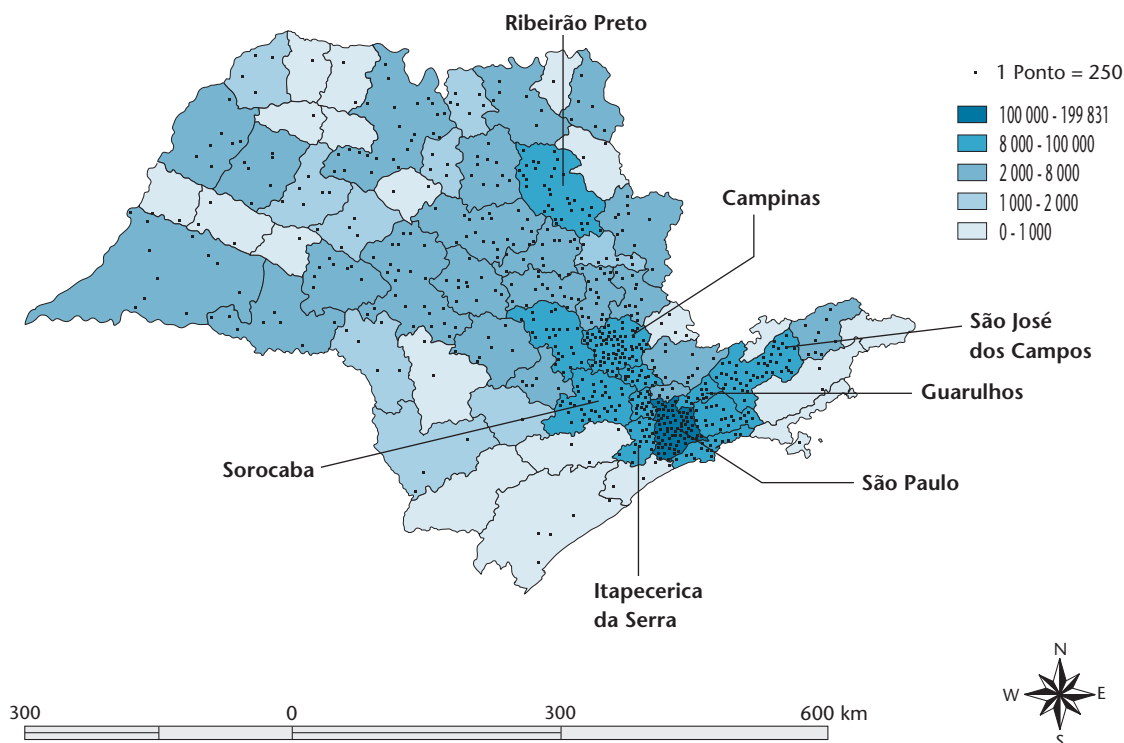 Ribeirão Preto
1 Ponto = 250
100 000 - 199 831
8 000 - 100 000
2 000 - 8 000
1 000 - 2 000
0 - 1 000
Campinas
São José
dos Campos
Guarulhos
Sorocaba
São Paulo
Itapecerica
da Serra
N
W E
S
300 0 300 600 km